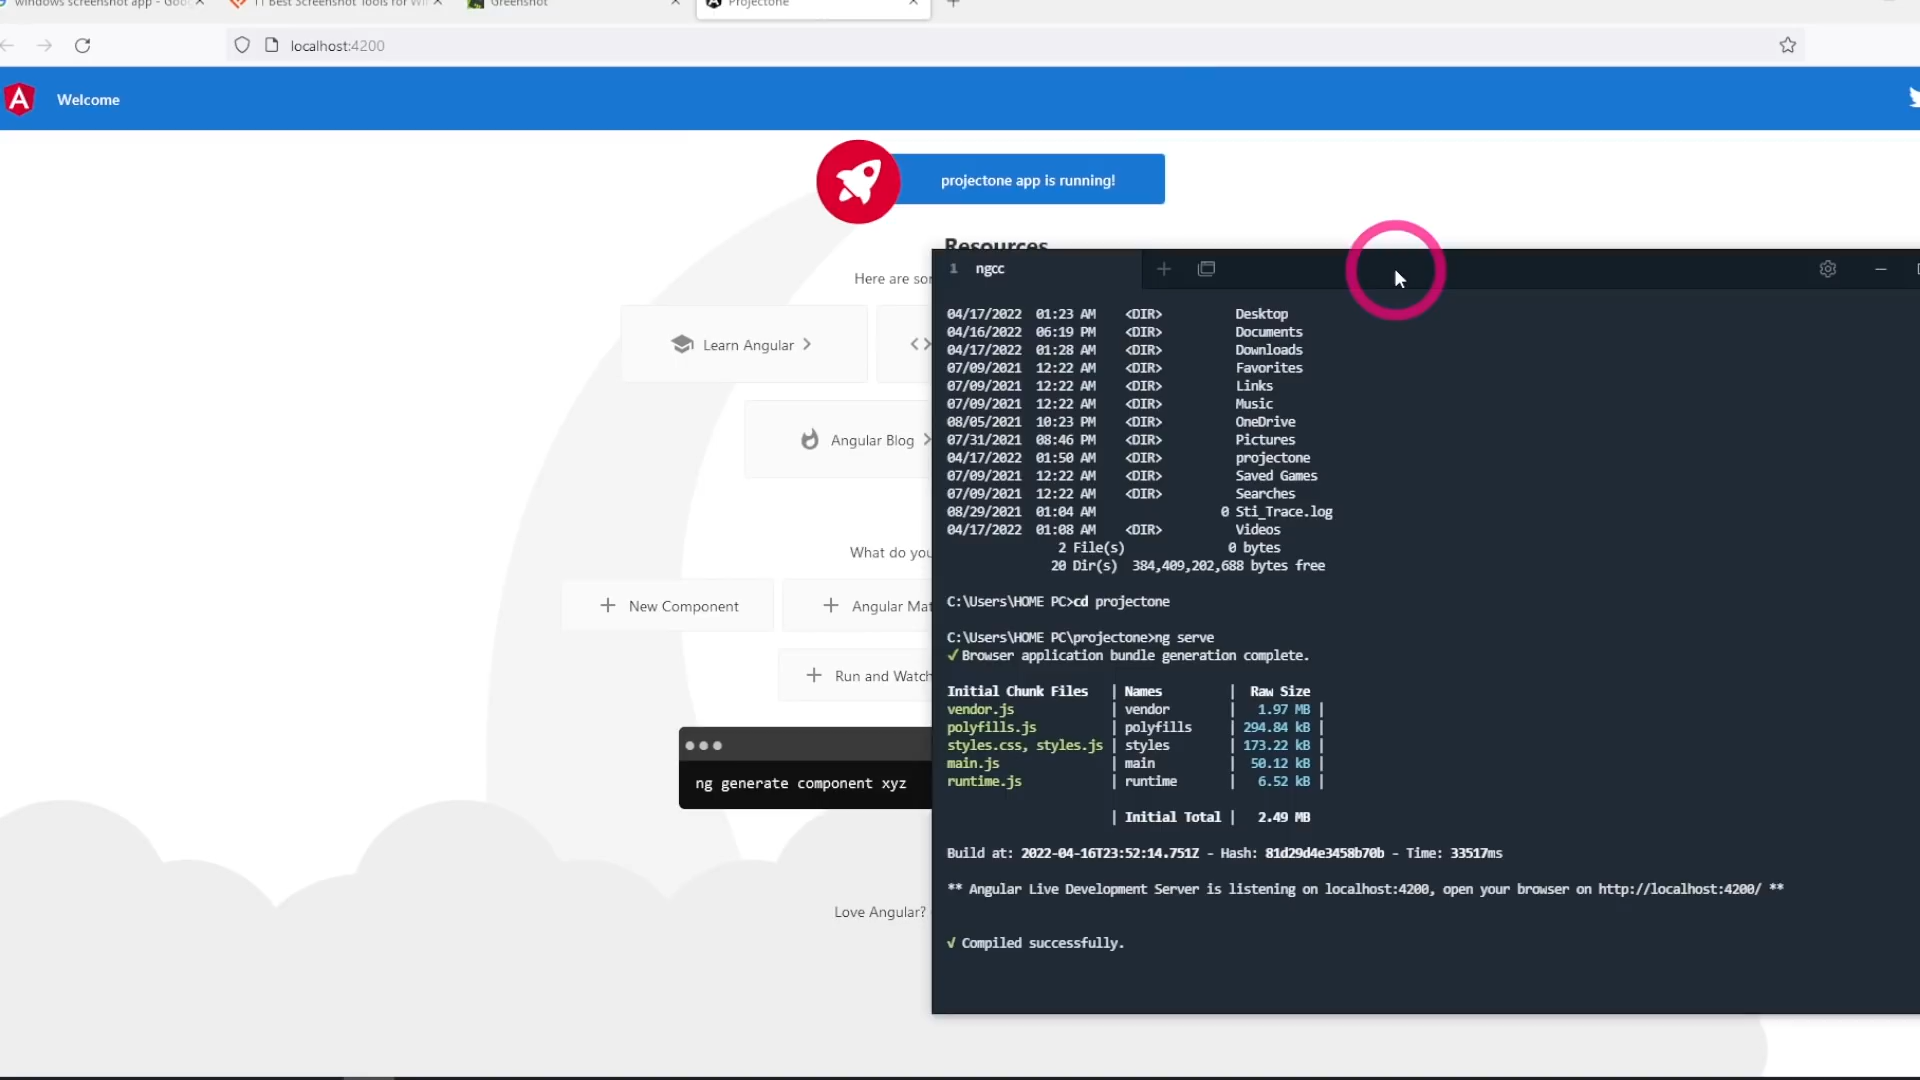 windows screenshot app - Goo
11 Best Screenshot Tools for Wi
Greenshot
Projectone
localhost:4200
Welcome
projectone app is running!
Resources
Here are so
Learn Angular
Angular Blog
What do you
New Component
Angular Mat
Run and Watch
ng generate component xyz
Love Angular?
1 ngcc
04/17/2022 01:23 AM <DIR> Desktop
04/16/2022 06:19 PM <DIR> Documents
04/17/2022 01:28 AM <DIR> Downloads
07/09/2021 12:22 AM <DIR> Favorites
07/09/2021 12:22 AM <DIR> Links
07/09/2021 12:22 AM <DIR> Music
08/05/2021 10:23 PM <DIR> OneDrive
07/31/2021 08:46 PM <DIR> Pictures
04/17/2022 01:50 AM <DIR> projectone
07/09/2021 12:22 AM <DIR> Saved Games
07/09/2021 12:22 AM <DIR> Searches
08/29/2021 01:04 AM 0 Sti_Trace.log
04/17/2022 01:08 AM <DIR> Videos
2 File(s) 0 bytes
20 Dir(s) 384,409,202,688 bytes free
C:\Users\HOME PC>cd projectone
C:\Users\HOME PC\projectone>ng serve
√ Browser application bundle generation complete.
Initial Chunk Files | Names | Raw Size
vendor.js | vendor | 1.97 MB |
polyfills.js | polyfills | 294.84 kB |
styles.css, styles.js | styles | 173.22 kB |
main.js | main | 50.12 kB |
runtime.js | runtime | 6.52 kB |
| Initial Total | 2.49 MB
Build at: 2022-04-16T23:52:14.751Z - Hash: 81d29d4e3458b70b - Time: 33517ms
** Angular Live Development Server is listening on localhost:4200, open your browser on http://localhost:4200/ **
√ Compiled successfully.